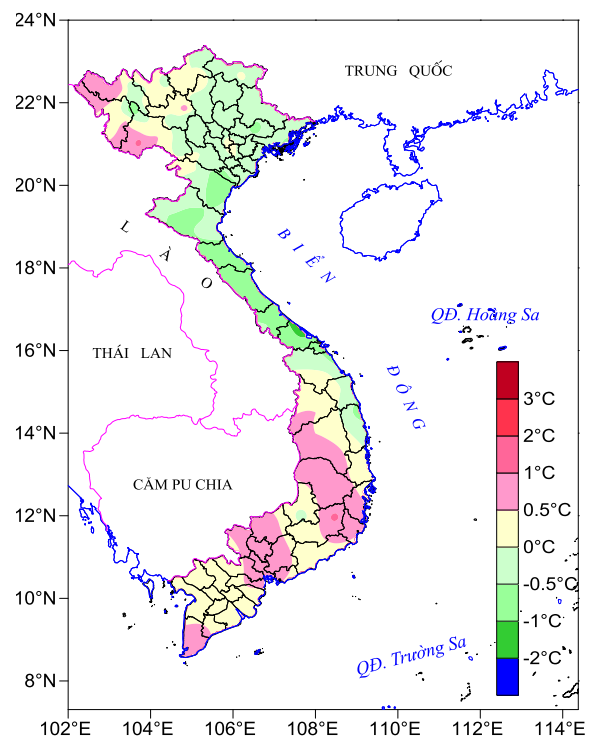 24°N
TRUNG QUỐC
22°N
20°N
LÀO
BIỂN
18°N
QĐ. Hoàng Sa
16°N
THÁI LAN
ĐÔNG
3°C
14°N
2°C
1°C
CĂM PU CHIA
0.5°C
12°N
0°C
-0.5°C
10°N
-1°C
QĐ. Trường Sa
-2°C
8°N
102°E 104°E 106°E 108°E 110°E 112°E 114°E